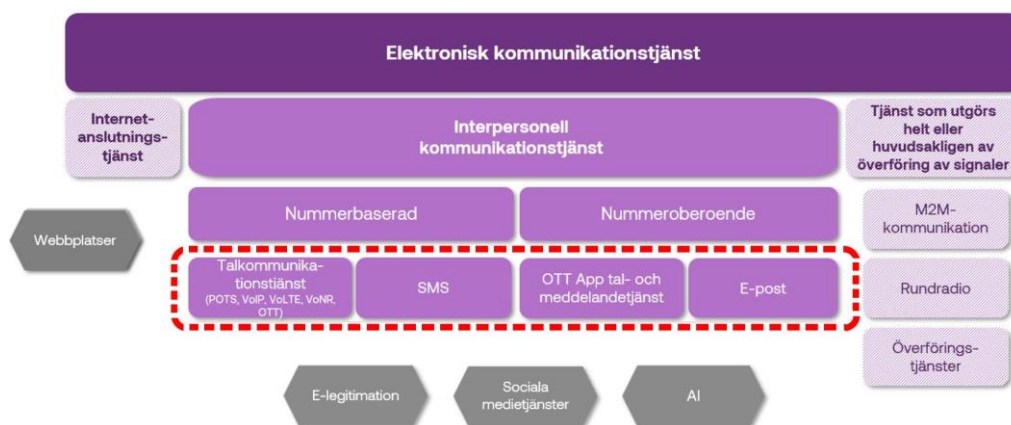 Elektronisk kommunikationstjänst
Internet-
anslutnings-
tjänst
Interpersonell
kommunikationstjänst
Tjänst som utgörs
helt eller
huvudsakligen av
överföring av signaler
Nummerbaserad
Nummeroberoende
M2M-
kommunikation
Webbplatser
Talkommunika-
tionstjänst
(POTS, VoIP, VoLTE, VoNR,
OTT)
SMS
OTT App tal- och
meddelandetjänst
E-post
Rundradio
Överförings-
tjänster
E-legitimation
Sociala
medietjänster
AI